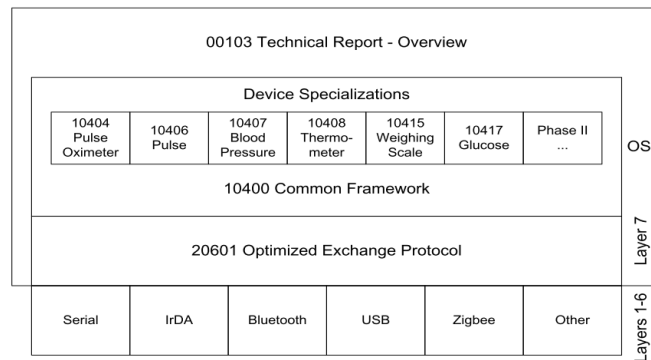 00103 Technical Report - Overview
Device Specializations
10404
Pulse
Oximeter
10406
Pulse
10407
Blood
Pressure
10408
Thermo-
meter
10415
Weighing
Scale
10417
Glucose
Phase II
...
10400 Common Framework
20601 Optimized Exchange Protocol
Serial
IrDA
Bluetooth
USB
Zigbee
Other
OS
Layer 7
Layers 1-6